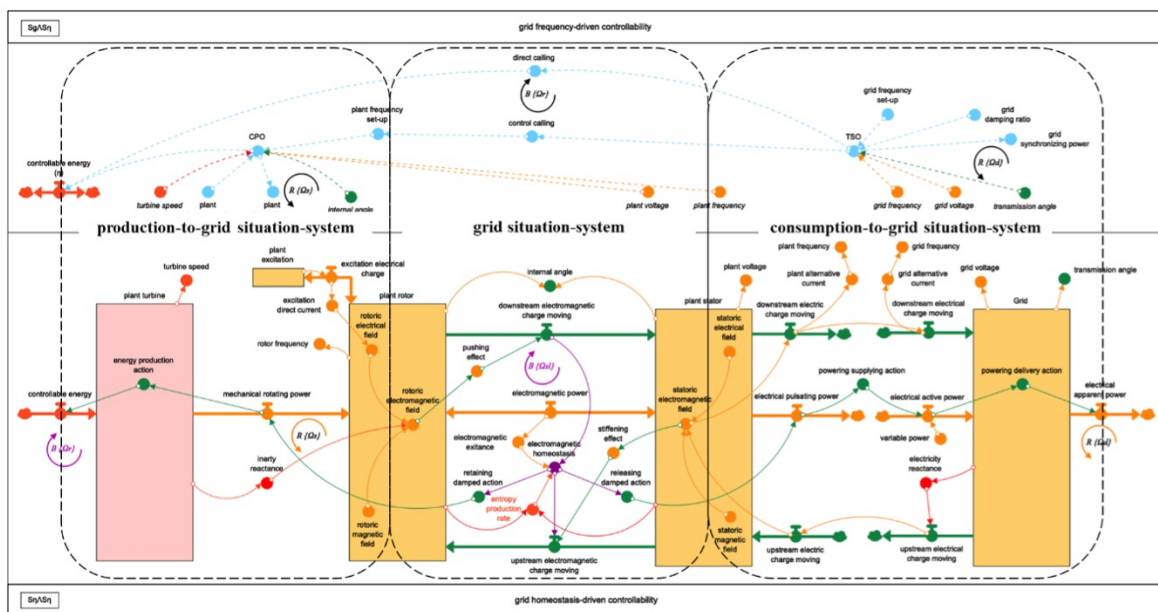 SgΛSη
grid frequency-driven controllability
direct calling
B {Ωr}
plant frequency
set-up
control calling
CPO
controllable energy
(η)
turbine speed
plant
plant
R {Ωs}
internal angle
plant voltage
plant frequency
grid frequency
set-up
grid
damping ratio
TSO
grid
synchronizing power
R {Ωd}
grid frequency
grid voltage
transmission angle
production-to-grid situation-system
grid situation-system
consumption-to-grid situation-system
plant
excitation
excitation electrical
charge
turbine speed
plant turbine
excitation
direct current
plant rotor
internal angle
downstream electromagnetic
charge moving
plant voltage
plant stator
plant frequency
grid frequency
plant alternative
current
grid alternative
current
grid voltage
transmission angle
downstream electric
charge moving
downstream electrical
charge moving
Grid
rotoric
electrical
field
statoric
electrical
field
rotor frequency
energy production
action
pushing
effect
B {Ωsl}
powering supplying action
powering delivery action
controllable energy
mechanical rotating power
rotoric
electromagnetic
field
electromagnetic power
statoric
electromagnetic
field
electrical pulsating power
electrical active power
electrical
apparent power
B {Ωr}
R {Ωs}
electromagnetic
exitance
electromagnetic
homeostasis
stiffening
effect
variable power
R {Ωd}
inerty
reactance
retaining
damped action
releasing
damped action
electricity
reactance
entropy
production
rate
rotoric
magnetic
field
statoric
magnetic
field
upstream electromagnetic
charge moving
upstream electric
charge moving
upstream electrical
charge moving
SηΛSη
grid homeostasis-driven controllability